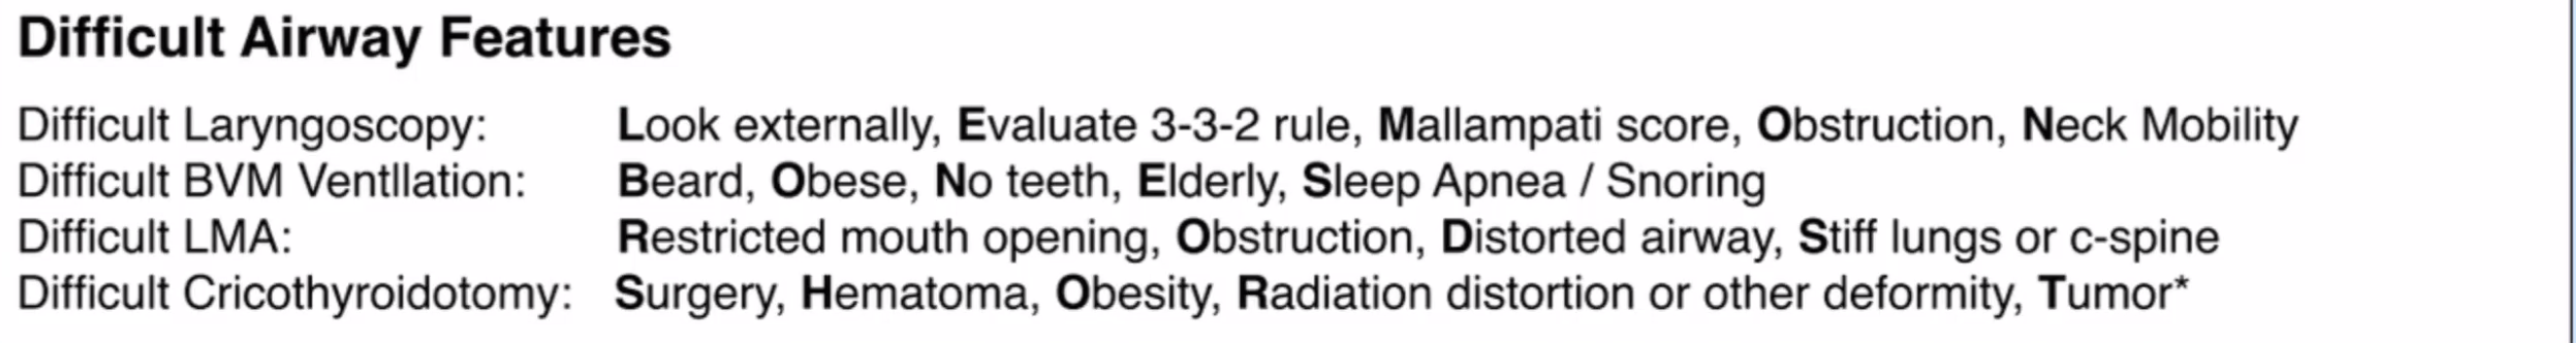 Difficult Airway Features
Difficult Laryngoscopy: Look externally, Evaluate 3-3-2 rule, Mallampati score, Obstruction, Neck Mobility
Difficult BVM Ventllation: Beard, Obese, No teeth, Elderly, Sleep Apnea / Snoring
Difficult LMA: Restricted mouth opening, Obstruction, Distorted airway, Stiff lungs or c-spine
Difficult Cricothyroidotomy: Surgery, Hematoma, Obesity, Radiation distortion or other deformity, Tumor*